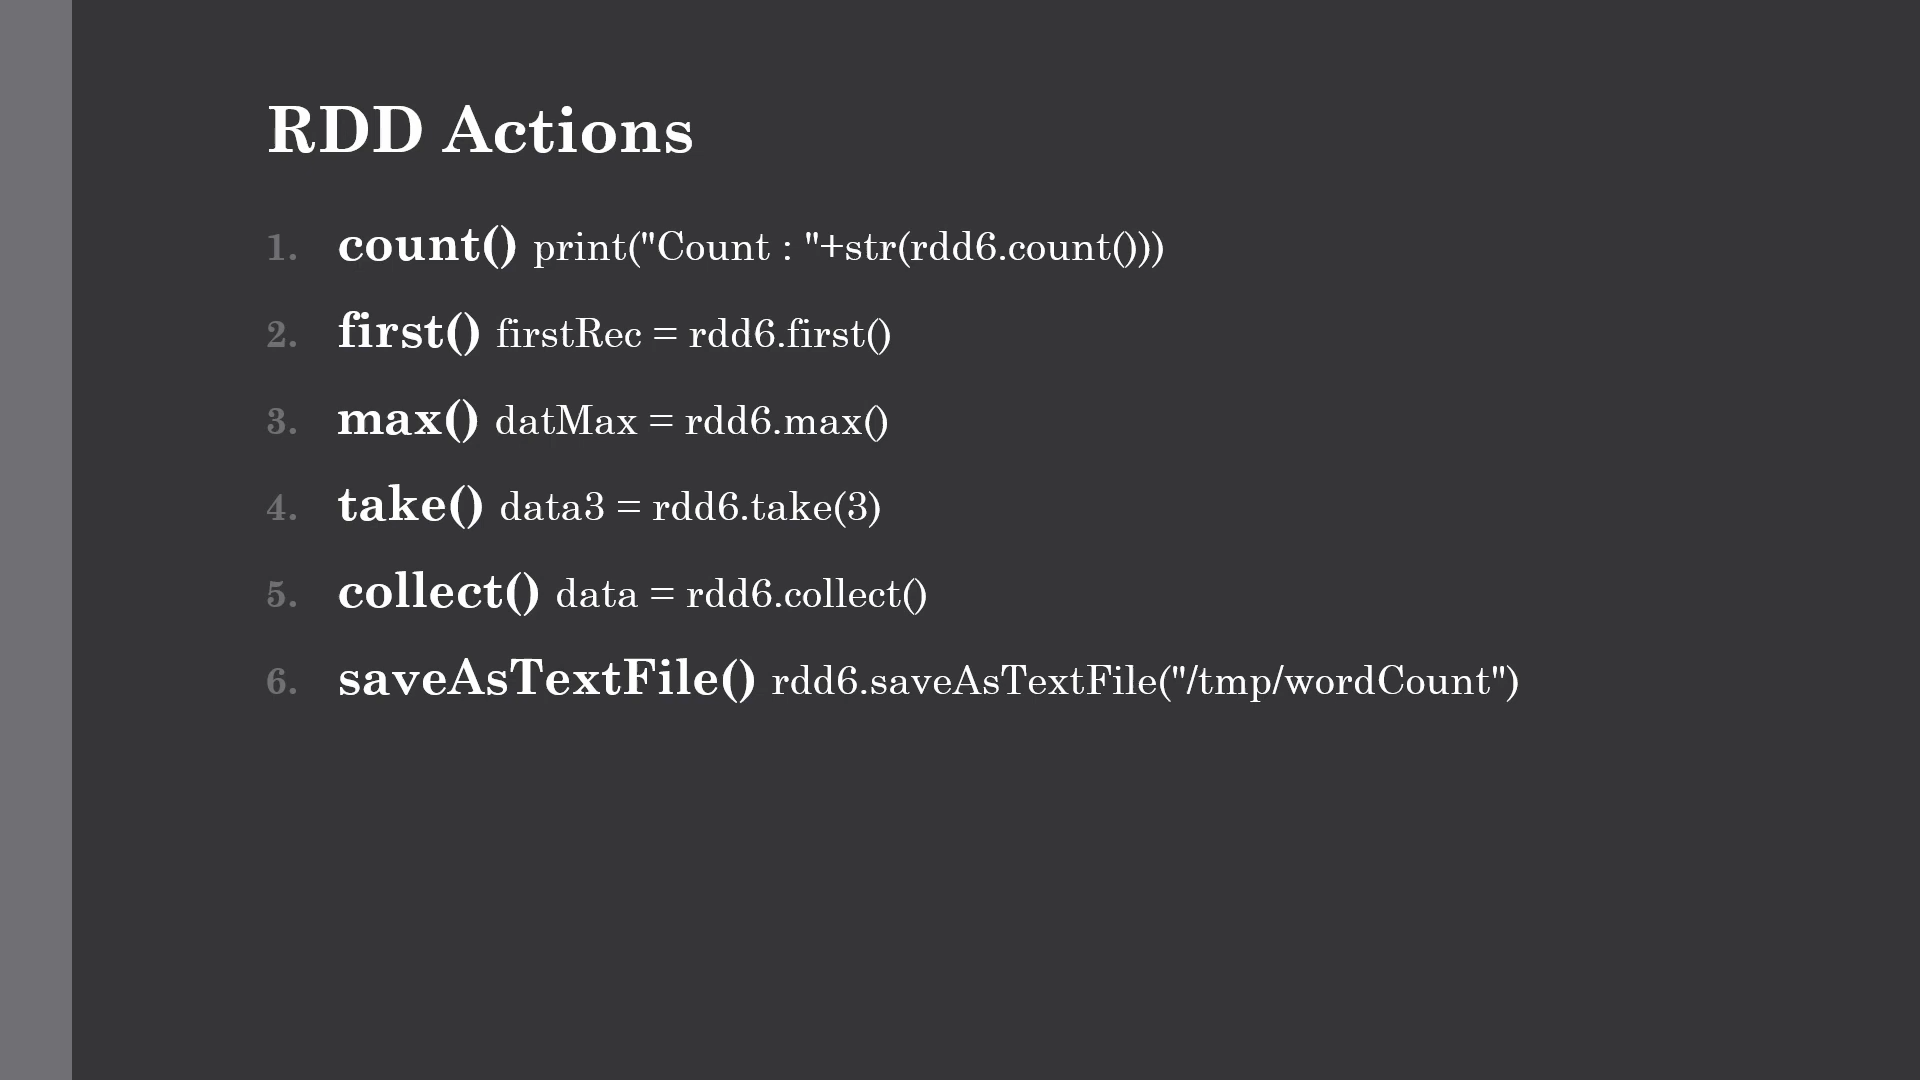 RDD Actions
1. count() print("Count : "+str(rdd6.count()))
2. first() firstRec = rdd6.first()
3. max() datMax = rdd6.max()
4. take() data3 = rdd6.take(3)
5. collect() data = rdd6.collect()
6. saveAsTextFile() rdd6.saveAsTextFile("/tmp/wordCount")